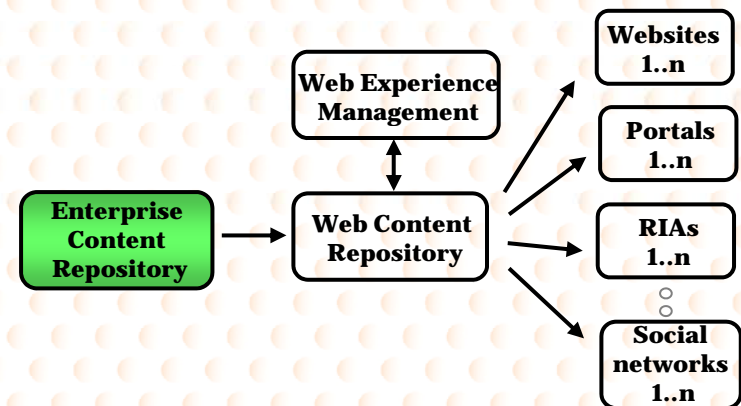 Enterprise
Content
Repository
Web Experience
Management
Web Content
Repository
Websites
1..n
Portals
1..n
RIAs
1..n
Social
networks
1..n